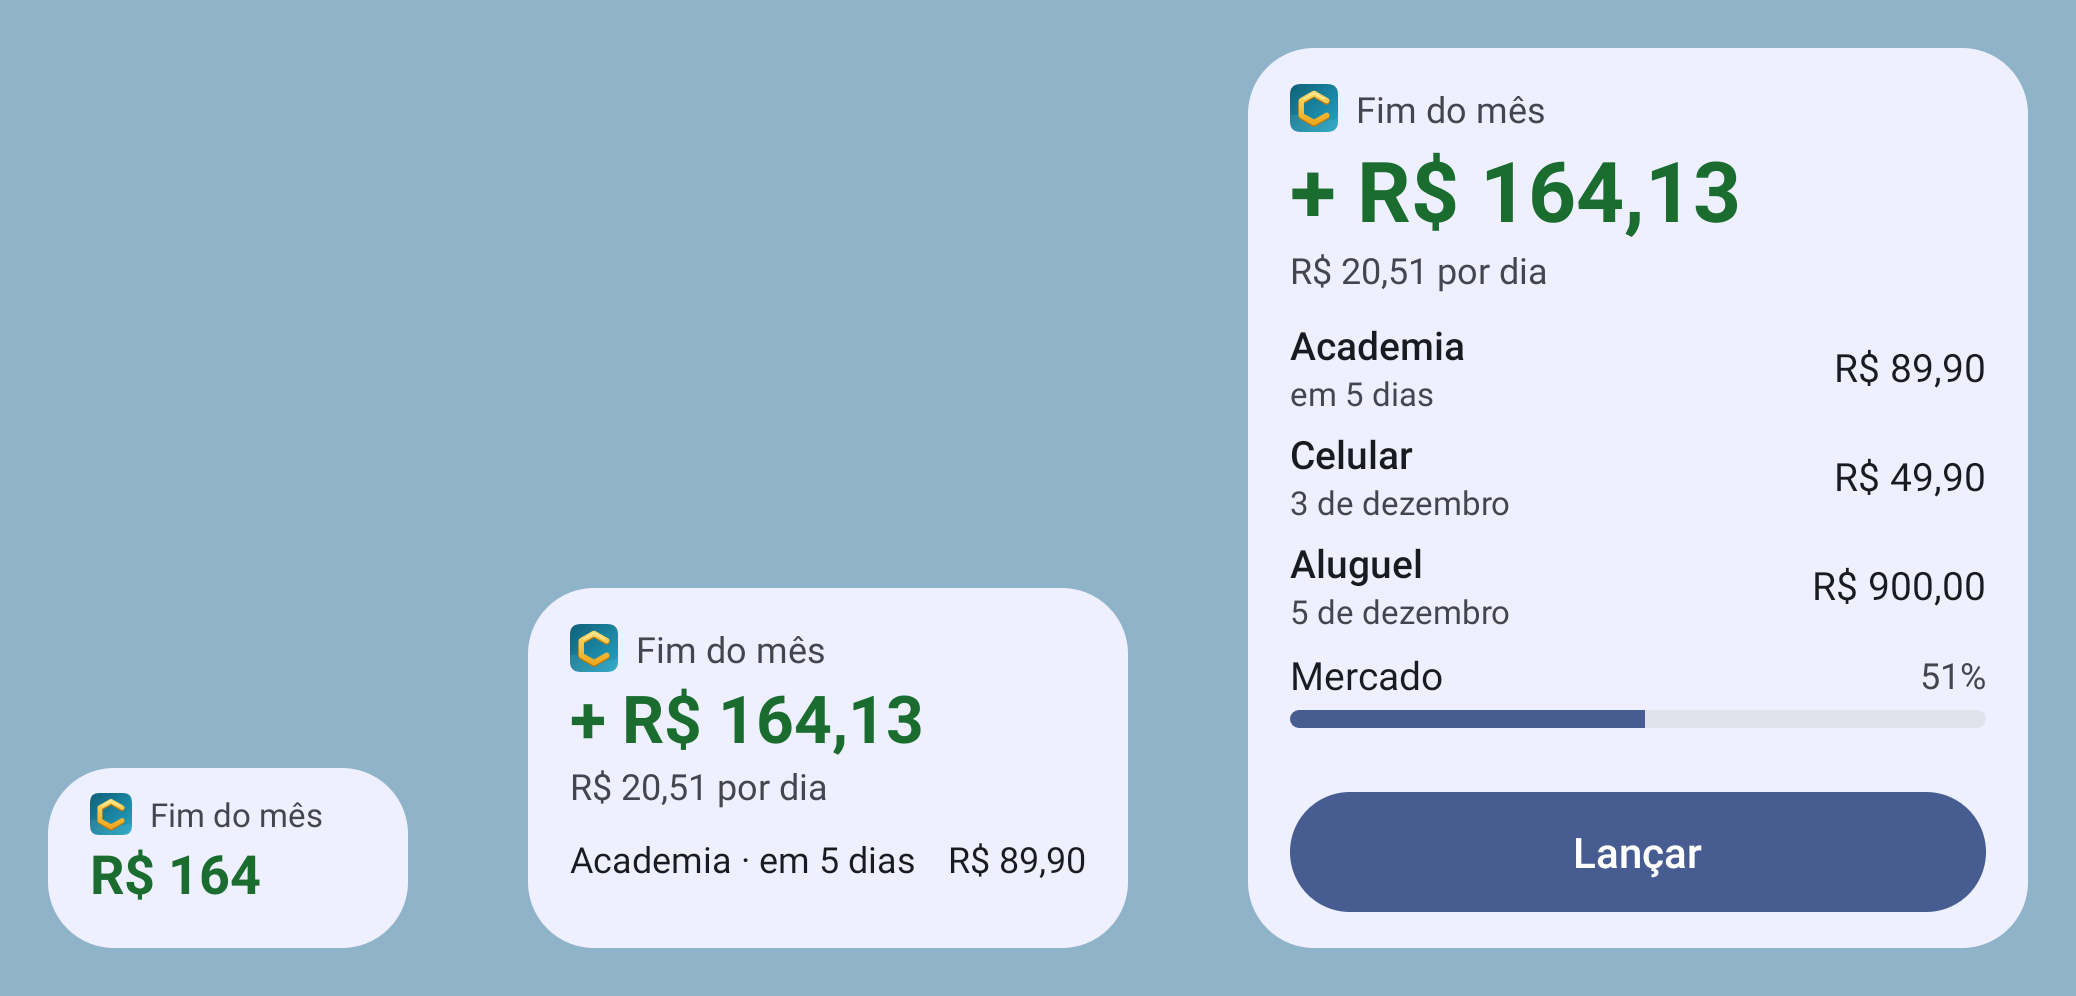 Fim do mês
R$ 164
Fim do mês
+ R$ 164,13
R$ 20,51 por dia
Academia · em 5 dias R$ 89,90
Fim do mês
+ R$ 164,13
R$ 20,51 por dia
Academia
em 5 dias
R$ 89,90
Celular
3 de dezembro
R$ 49,90
Aluguel
5 de dezembro
R$ 900,00
Mercado 51%
Lançar